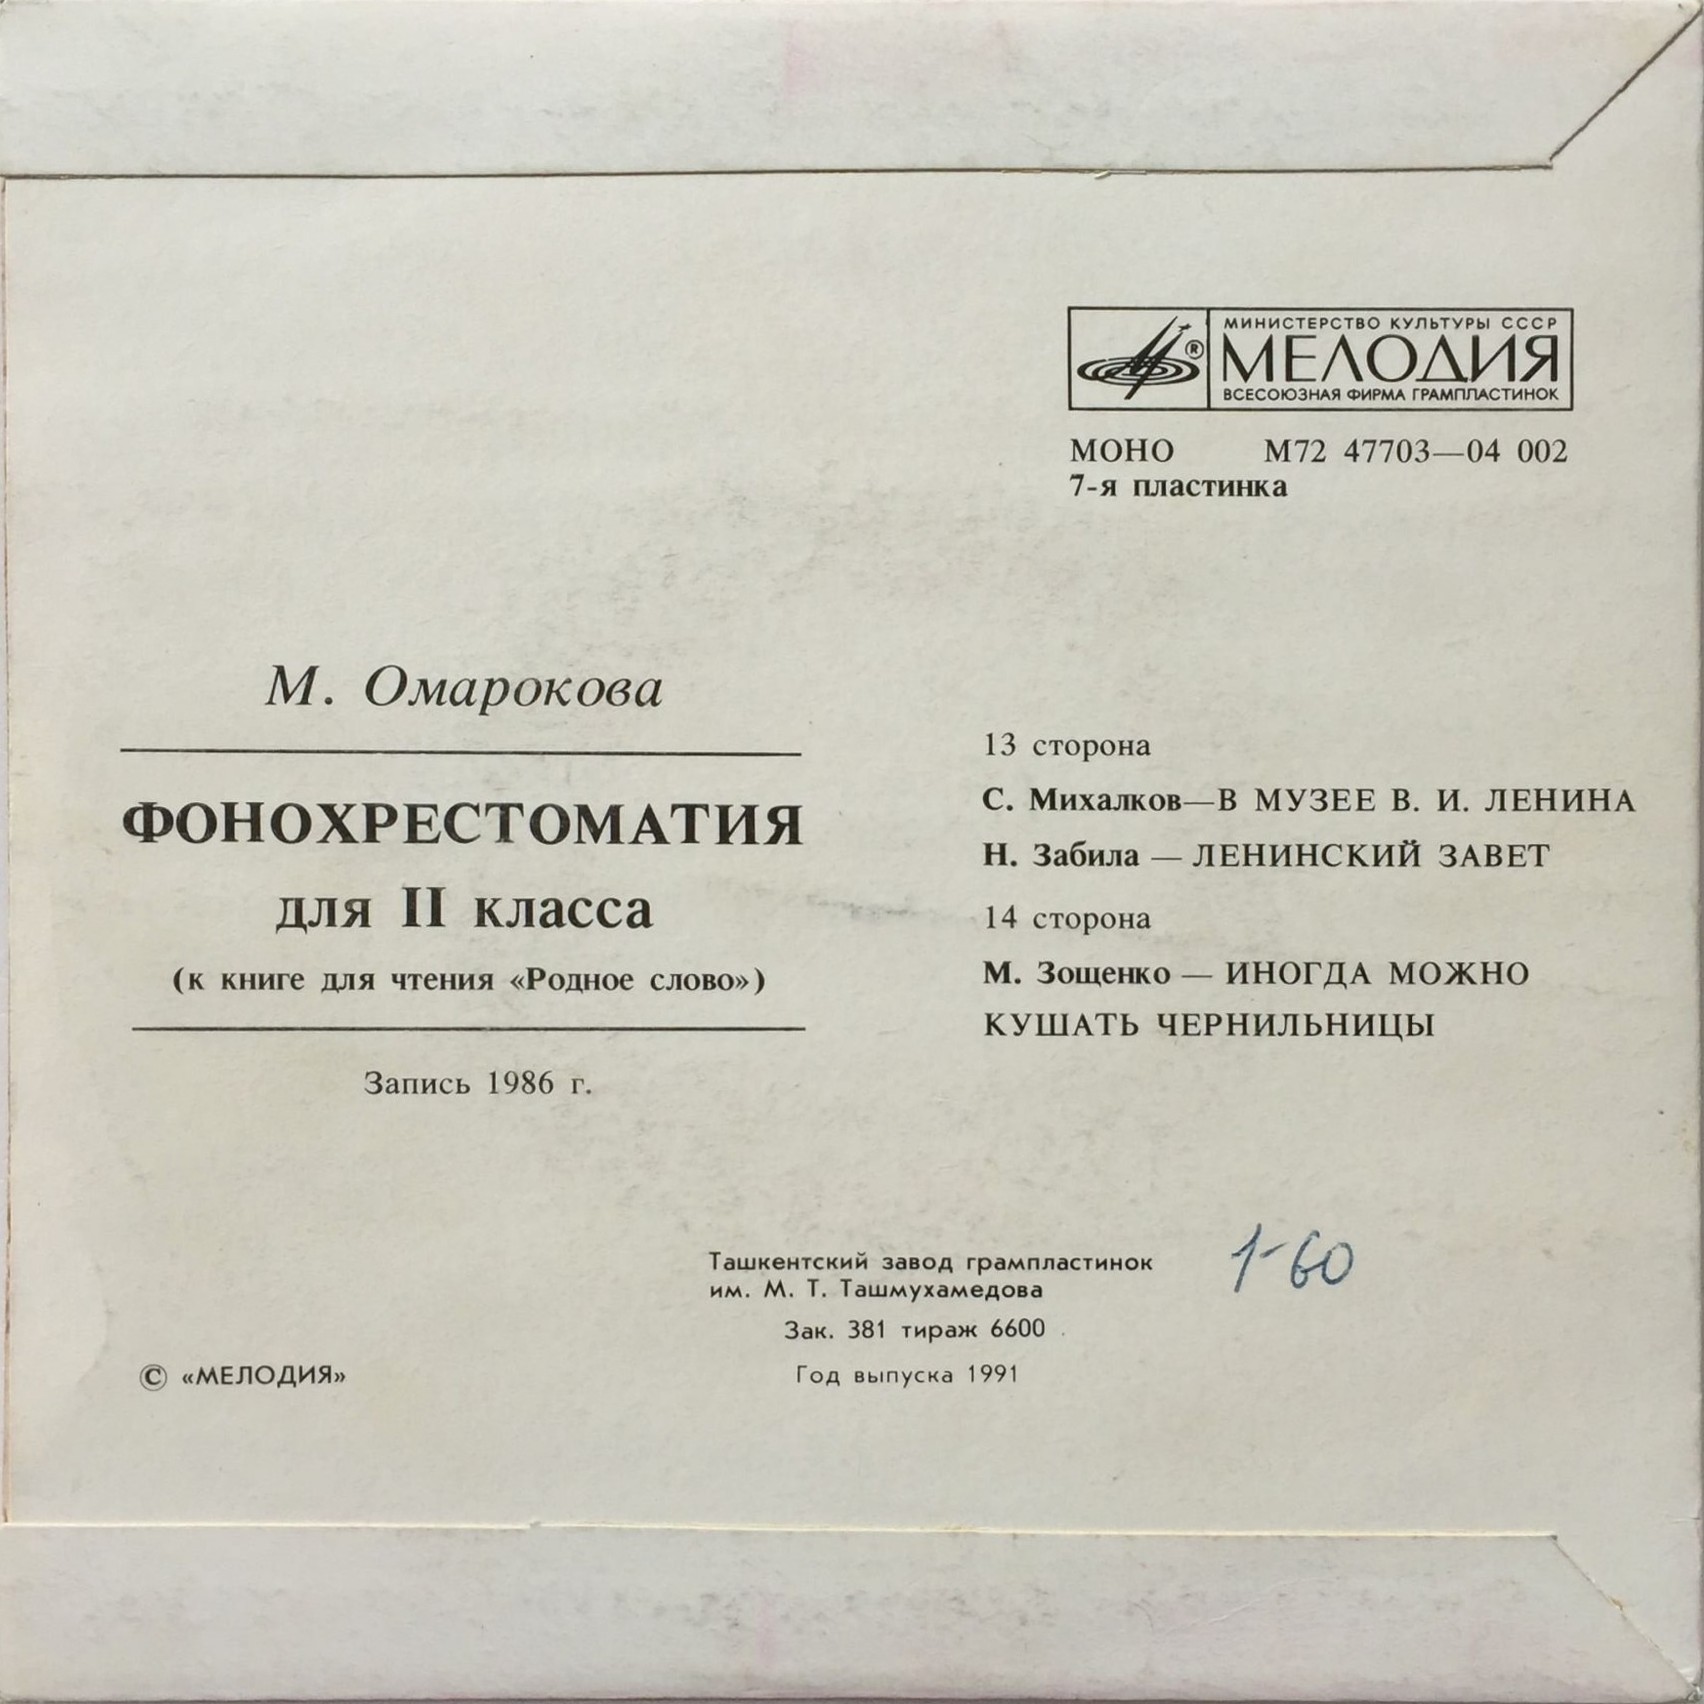 МИНИСТЕРСТВО КУЛЬТУРЫ СССР
МЕЛОДИЯ
ВСЕСОЮЗНАЯ ФИРМА ГРАМПЛАСТИНОК
®
МОНО М72 47703—04 002
7-я пластинка
М. Омарокова
ФОНОХРЕСТОМАТИЯ
для II класса
(к книге для чтения «Родное слово»)
Запись 1986 г.
13 сторона
С. Михалков—В МУЗЕЕ В. И. ЛЕНИНА
Н. Забила — ЛЕНИНСКИЙ ЗАВЕТ
14 сторона
М. Зощенко — ИНОГДА МОЖНО
КУШАТЬ ЧЕРНИЛЬНИЦЫ
Ташкентский завод грампластинок
им. М. Т. Ташмухамедова
Зак. 381 тираж 6600
Год выпуска 1991
1-60
© «МЕЛОДИЯ»